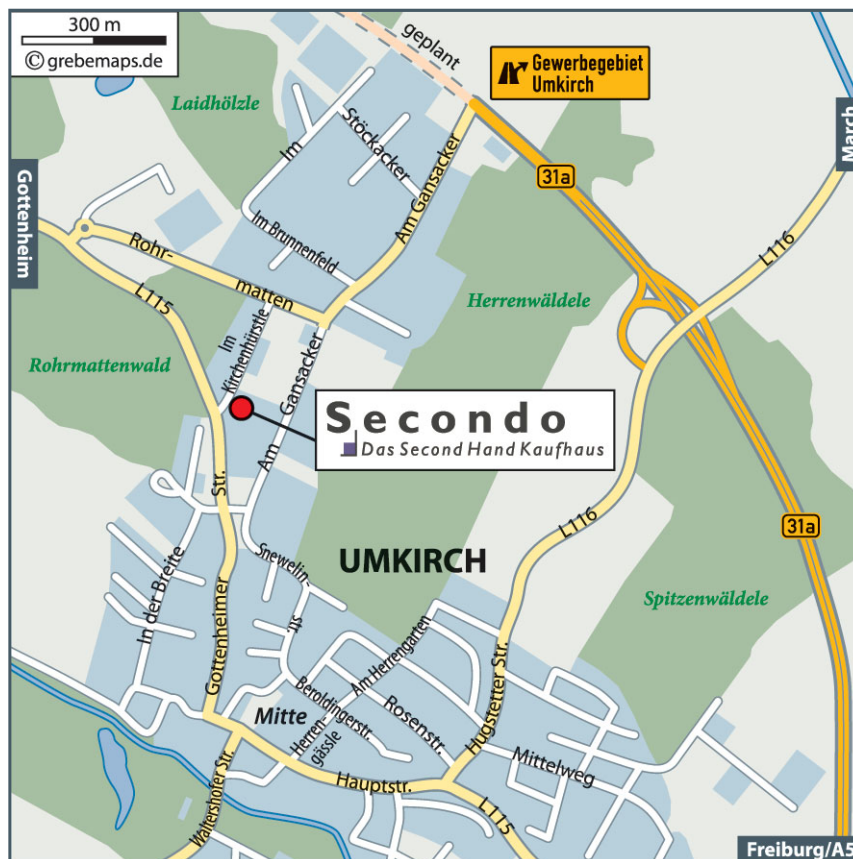 300 m
© grebemaps.de
geplant
Gewerbegebiet
Umkirch
Laidhölzle
Im
Stöckacker
March
31a
Gottenheim
Am Gansacker
Im Brunnenfeld
L116
Rohr-
matten
L115
Herrenwäldele
Im
Kirchenhürstle
Rohrmattenwald
Am
Gansacker
Secondo
Das Second Hand Kaufhaus
Str.
L116
31a
UMKIRCH
Snewelin-
str.
In der Breite
Spitzenwäldele
Gottenheimer
Am Herrengarten
Hugstetter Str.
Beroldingerstr.
Rosenstr.
Mitte
Herren-
gässle
Mittelweg
Hauptstr.
Waltershofer Str.
L115
Freiburg/A5